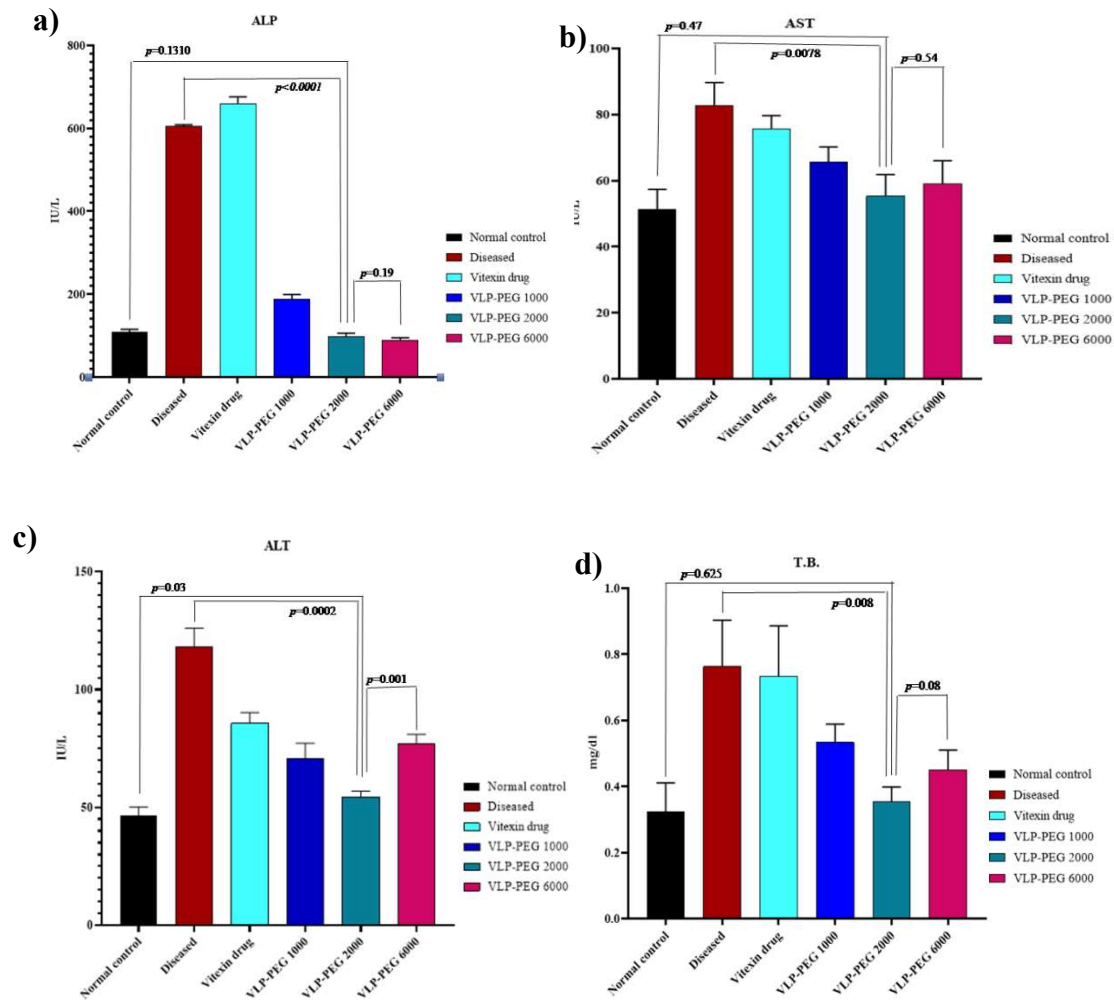 a)
ALP
800
600
400
200
0
IU/L
p=0.1310
p<0.0001
p=0.19
Normal control
Diseased
Vitexin drug
VLP-PEG 1000
VLP-PEG 2000
VLP-PEG 6000
Normal control
Diseased
Vitexin drug
VLP-PEG 1000
VLP-PEG 2000
VLP-PEG 6000
b)
AST
100
80
60
40
20
0
IU/L
p=0.47
p=0.0078
p=0.54
Normal control
Diseased
Vitexin drug
VLP-PEG 1000
VLP-PEG 2000
VLP-PEG 6000
Normal control
Diseased
Vitexin drug
VLP-PEG 1000
VLP-PEG 2000
VLP-PEG 6000
c)
ALT
150
100
50
0
IU/L
p=0.03
p=0.0002
p=0.001
Normal control
Diseased
Vitexin drug
VLP-PEG 1000
VLP-PEG 2000
VLP-PEG 6000
Normal control
Diseased
Vitexin drug
VLP-PEG 1000
VLP-PEG 2000
VLP-PEG 6000
d)
T.B.
1.0
0.8
0.6
0.4
0.2
0.0
mg/dl
p=0.625
p=0.008
p=0.08
Normal control
Diseased
Vitexin drug
VLP-PEG 1000
VLP-PEG 2000
VLP-PEG 6000
Normal control
Diseased
Vitexin drug
VLP-PEG 1000
VLP-PEG 2000
VLP-PEG 6000